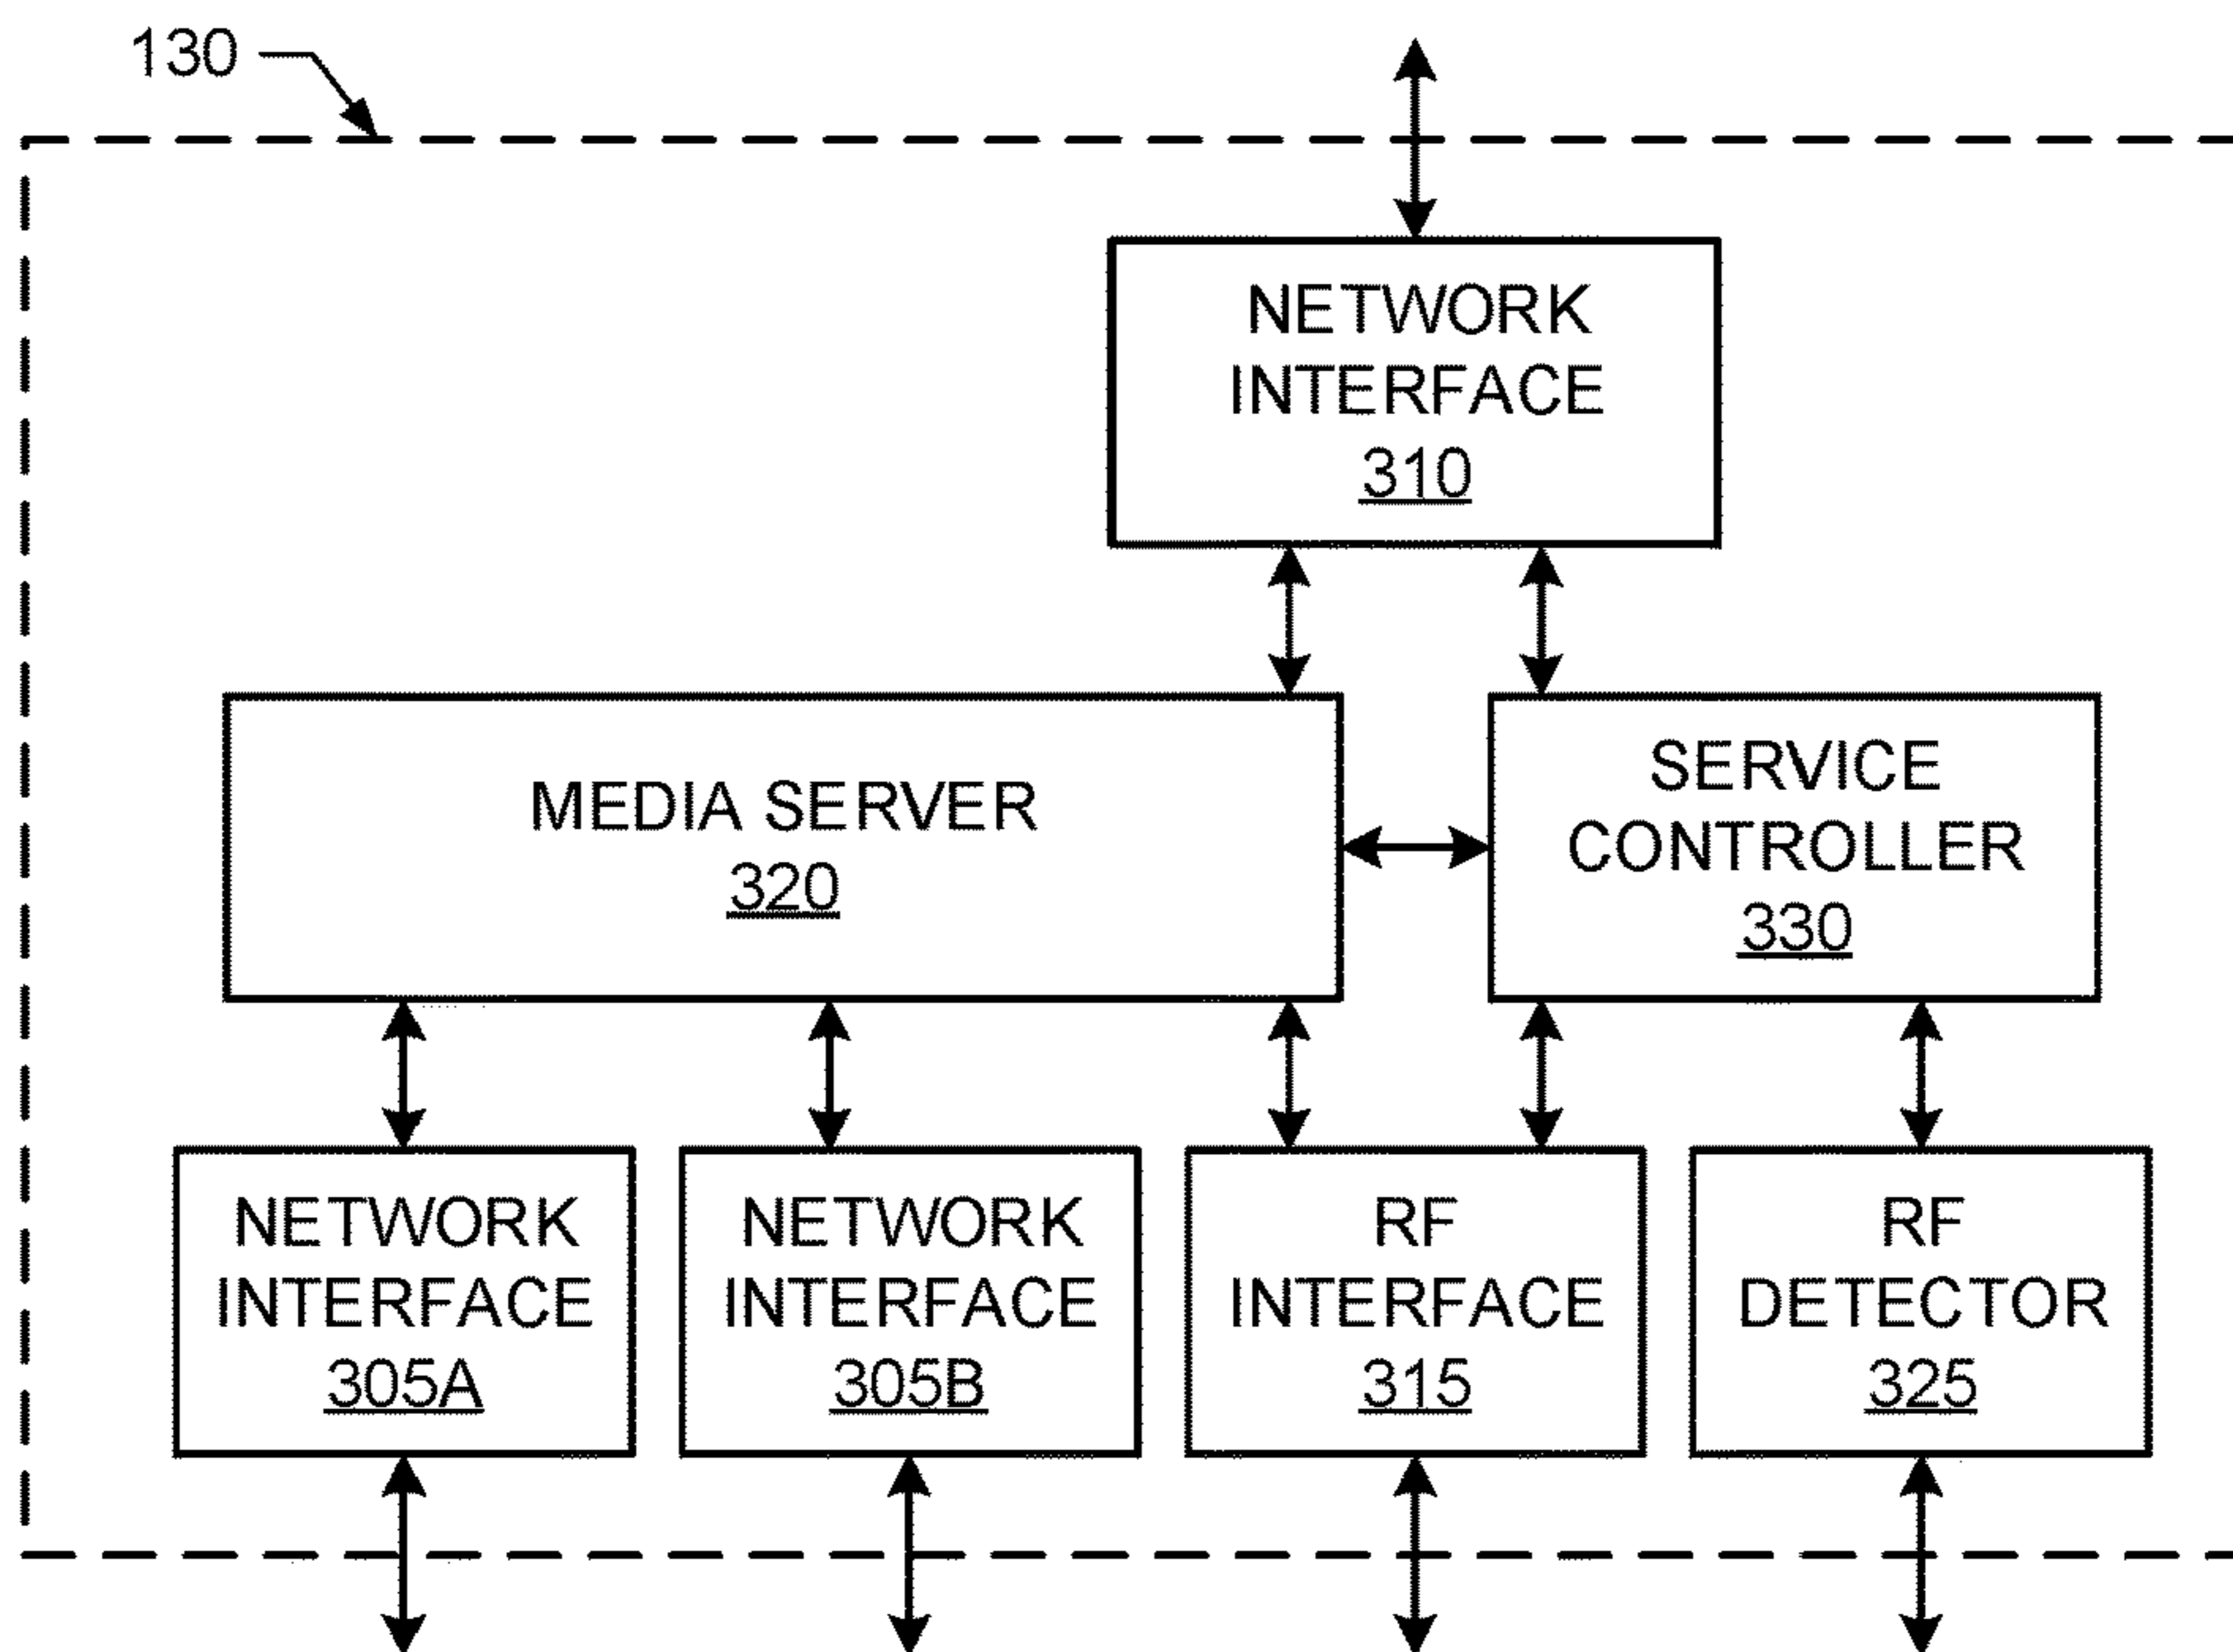 130
NETWORK
INTERFACE
310
MEDIA SERVER
320
SERVICE
CONTROLLER
330
NETWORK
INTERFACE
305A
NETWORK
INTERFACE
305B
RF
INTERFACE
315
RF
DETECTOR
325